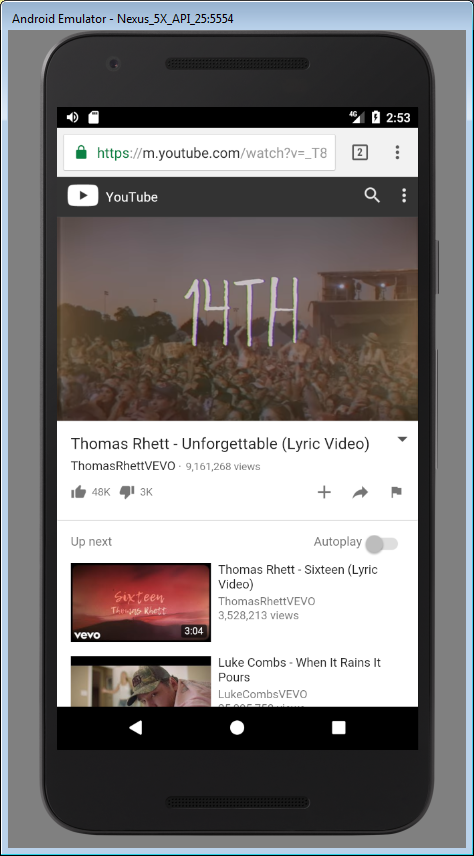 Android Emulator - Nexus_5X_API_25:5554
4G 2:53
https://m.youtube.com/watch?v=_T8
2
YouTube
14TH
Thomas Rhett - Unforgettable (Lyric Video)
ThomasRhettVEVO · 9,161,268 views
48K 3K
Up next Autoplay
Thomas Rhett - Sixteen (Lyric
Video)
ThomasRhettVEVO
3,528,213 views
Sixteen
Thomas Rhett
vevo 3:04
Luke Combs - When It Rains It
Pours
LukeCombsVEVO